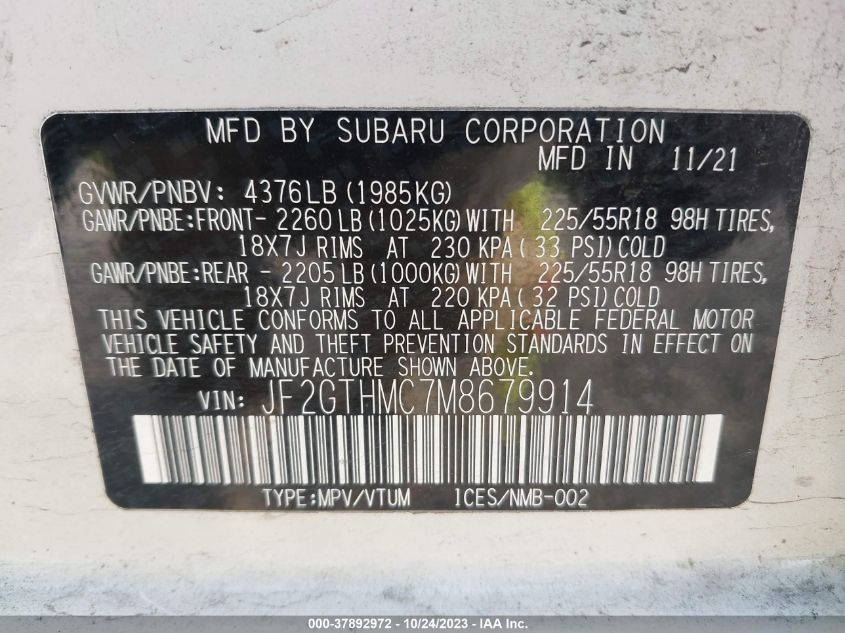 MFD BY SUBARU CORPORATION
MFD IN 11/21
GVWR/PNBV: 4376LB (1985KG)
GAWR/PNBE:FRONT- 2260LB (1025KG) WITH 225/55R18 98H TIRES,
18X7J RIMS AT 230 KPA ( 33 PSI) COLD
GAWR/PNBE:REAR - 2205LB (1000KG) WITH 225/55R18 98H TIRES,
18X7J RIMS AT 220 KPA ( 32 PSI) COLD
THIS VEHICLE CONFORMS TO ALL APPLICABLE FEDERAL MOTOR
VEHICLE SAFETY AND THEFT PREVENTION STANDARDS IN EFFECT ON
THE DATE OF MANUFACTURE SHOWN ABOVE.
VIN: JF2GTHMC7M8679914
TYPE:MPV/VTUM ICES/NMB-002
000-37892972 - 10/24/2023 - IAA Inc.